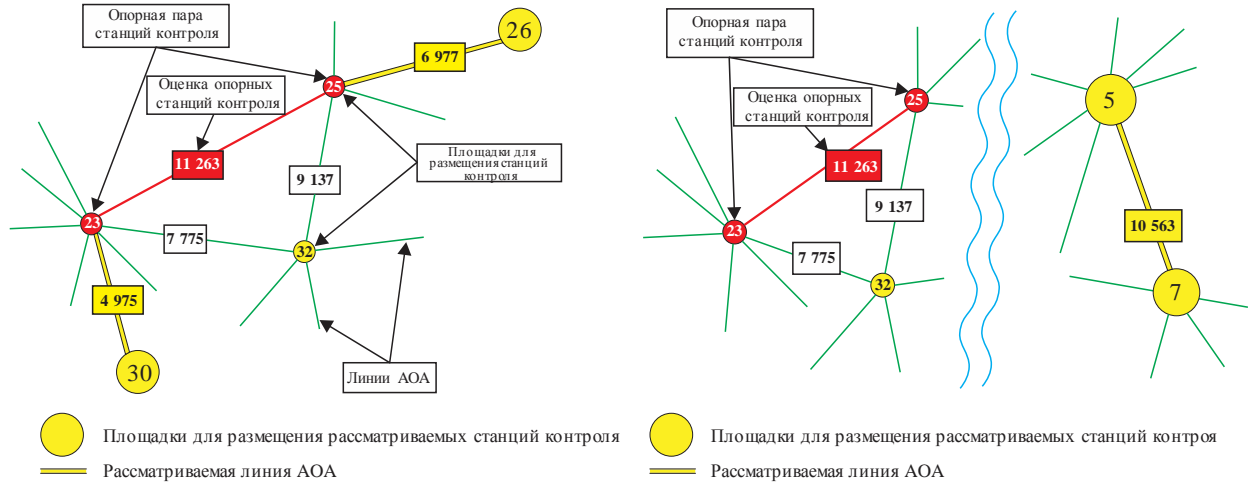 Опорная пара
станций контроля
26
6 977
Оценка опорных
станций контроля
25
11 263
Площадки для
размещения станций
контроля
9 137
23
7 775
32
4 975
30
Линии АОА
Площадки для размещения рассматриваемых станций контроля
Рассматриваемая линия АОА
Опорная пара
станций контроля
Оценка опорных
станций контроля
25
5
11 263
9 137
23
10 563
7 775
32
7
Площадки для размещения рассматриваемых станций контроя
Рассматриваемая линия АОА